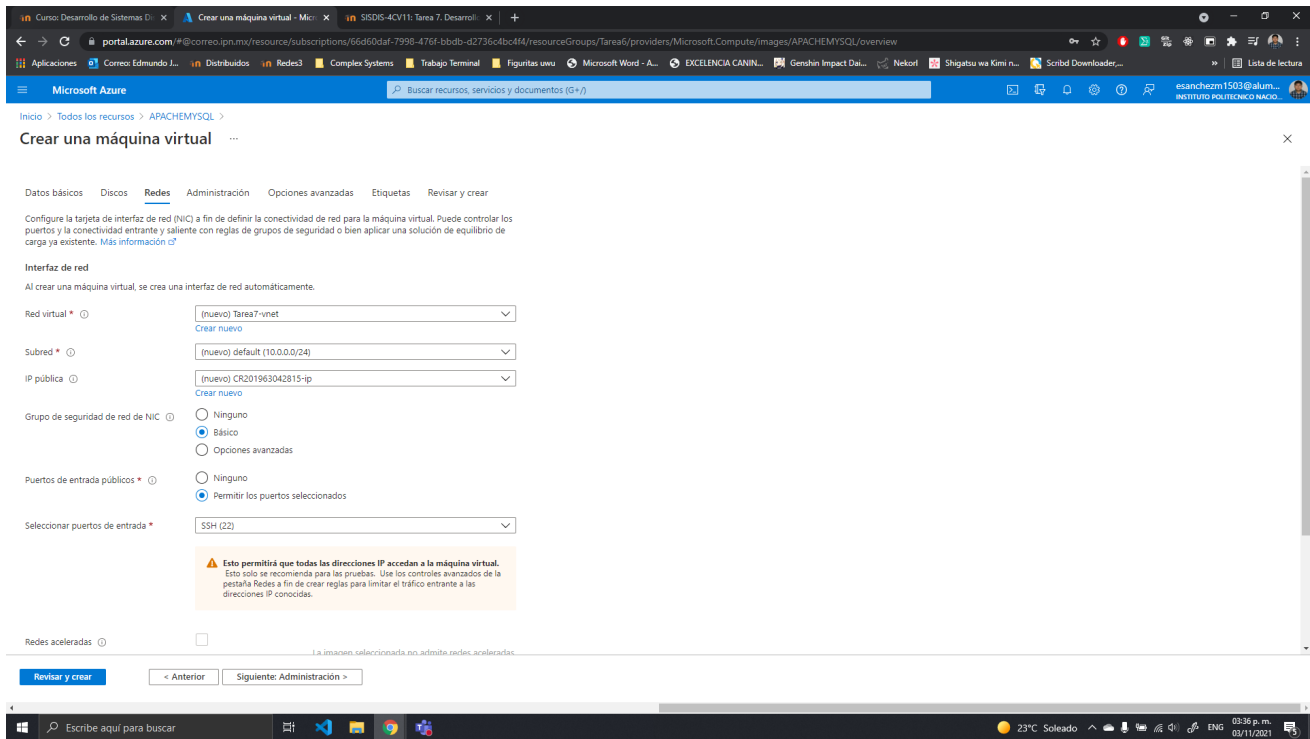 Curso: Desarrollo de Sistemas Di
Crear una máquina virtual - Micr
SISDIS-4CV11: Tarea 7. Desarroll
portal.azure.com/#@correo.ipn.mx/resource/subscriptions/66d60daf-7998-476f-bbdb-d2736c4bc4f4/resourceGroups/Tarea6/providers/Microsoft.Compute/images/APACHEMYSQL/overview
Aplicaciones Correo: Edmundo J... Distribuidos Redes3 Complex Systems Trabajo Terminal Figuritas uwu Microsoft Word - A... EXCELENCIA CANIN... Genshin Impact Dai... Nekorl Shigatsu wa Kimi n... Scribd Downloader,... » Lista de lectura
Microsoft Azure
Buscar recursos, servicios y documentos (G+/)
esanchezm1503@alum...
INSTITUTO POLITECNICO NACIO...
Inicio > Todos los recursos > APACHEMYSQL >
Crear una máquina virtual ...
Datos básicos Discos Redes Administración Opciones avanzadas Etiquetas Revisar y crear
Configure la tarjeta de interfaz de red (NIC) a fin de definir la conectividad de red para la máquina virtual. Puede controlar los
puertos y la conectividad entrante y saliente con reglas de grupos de seguridad o bien aplicar una solución de equilibrio de
carga ya existente. Más información
Interfaz de red
Al crear una máquina virtual, se crea una interfaz de red automáticamente.
Red virtual *
(nuevo) Tarea7-vnet
Crear nuevo
Subred *
(nuevo) default (10.0.0.0/24)
IP pública
(nuevo) CR201963042815-ip
Crear nuevo
Grupo de seguridad de red de NIC
Ninguno
Básico
Opciones avanzadas
Puertos de entrada públicos *
Ninguno
Permitir los puertos seleccionados
Seleccionar puertos de entrada *
SSH (22)
Esto permitirá que todas las direcciones IP accedan a la máquina virtual.
Esto solo se recomienda para las pruebas. Use los controles avanzados de la
pestaña Redes a fin de crear reglas para limitar el tráfico entrante a las
direcciones IP conocidas.
Redes aceleradas
La imagen seleccionada no admite redes aceleradas.
Revisar y crear
< Anterior
Siguiente: Administración >
Escribe aquí para buscar
23°C Soleado
ENG
03:36 p. m.
03/11/2021
5